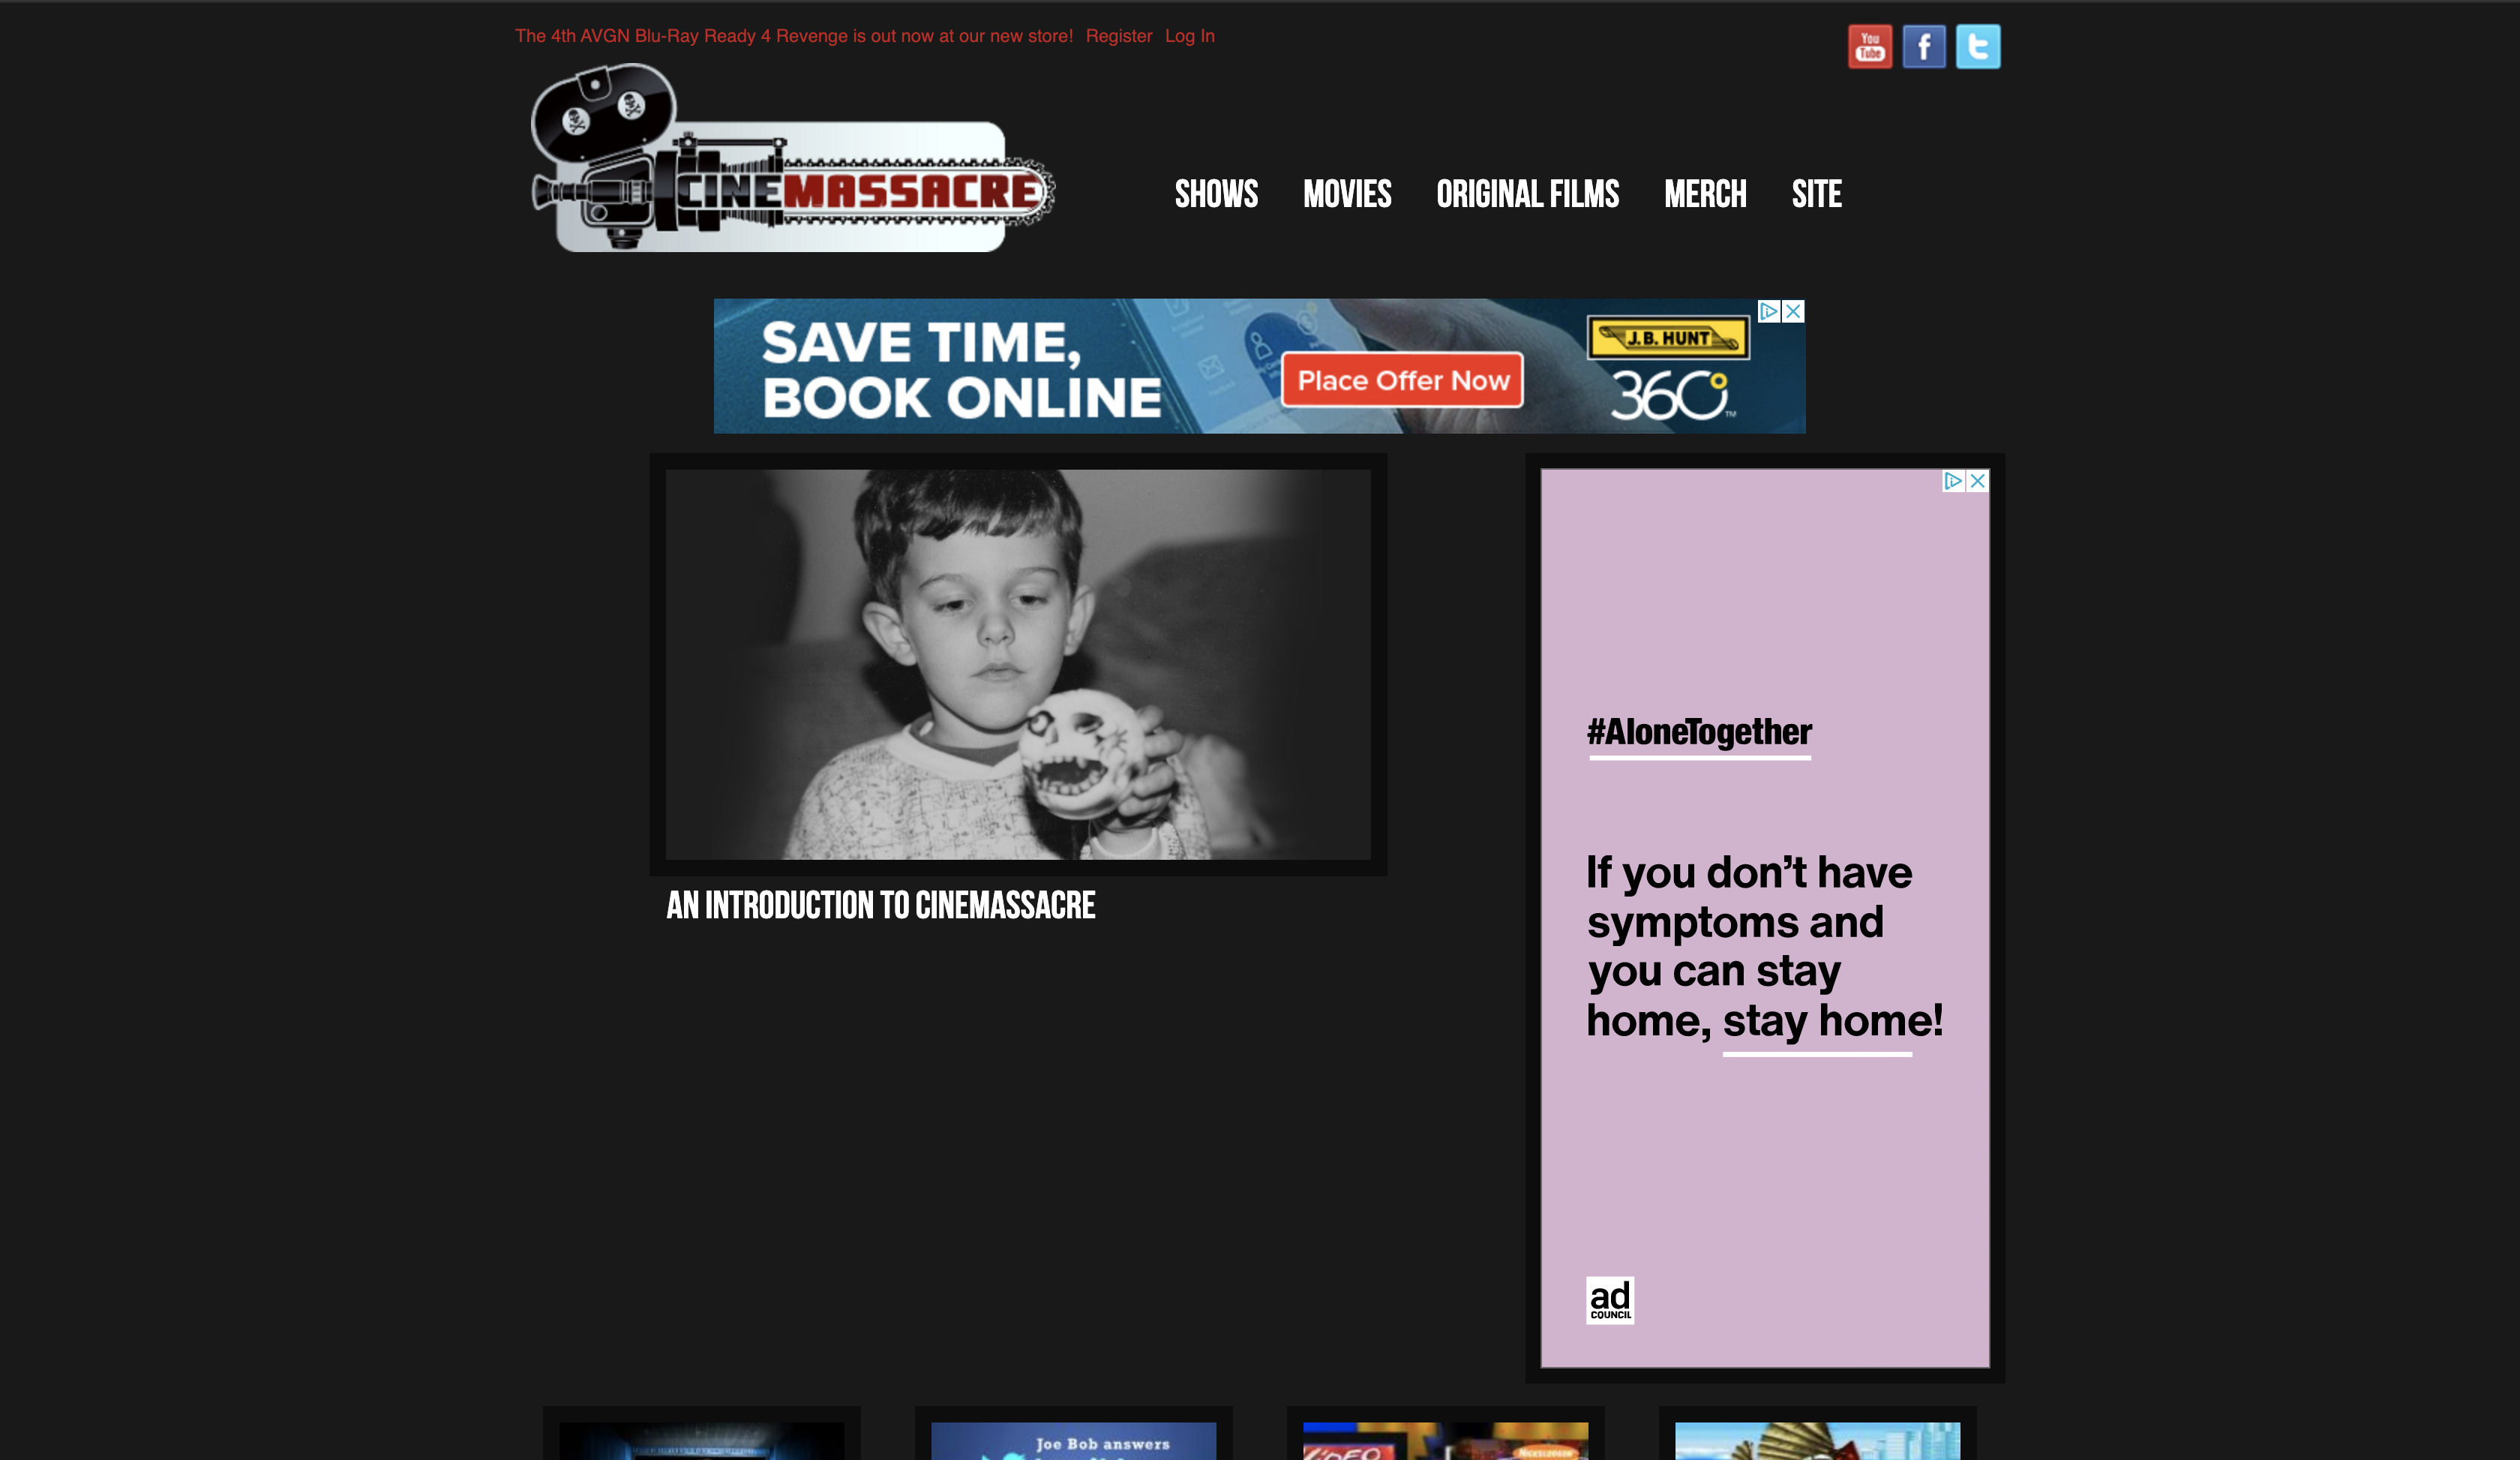 The 4th AVGN Blu-Ray Ready 4 Revenge is out now at our new store! Register Log In
You
Tube
f
t
CINEMASSACRE
SHOWS MOVIES ORIGINAL FILMS MERCH SITE
SAVE TIME,
BOOK ONLINE
Place Offer Now
J.B. HUNT
360
TM
AN INTRODUCTION TO CINEMASSACRE
#AloneTogether
If you don’t have
symptoms and
you can stay
home, stay home!
ad
COUNCIL
Joe Bob answers
VIDEO
NICKELODEON